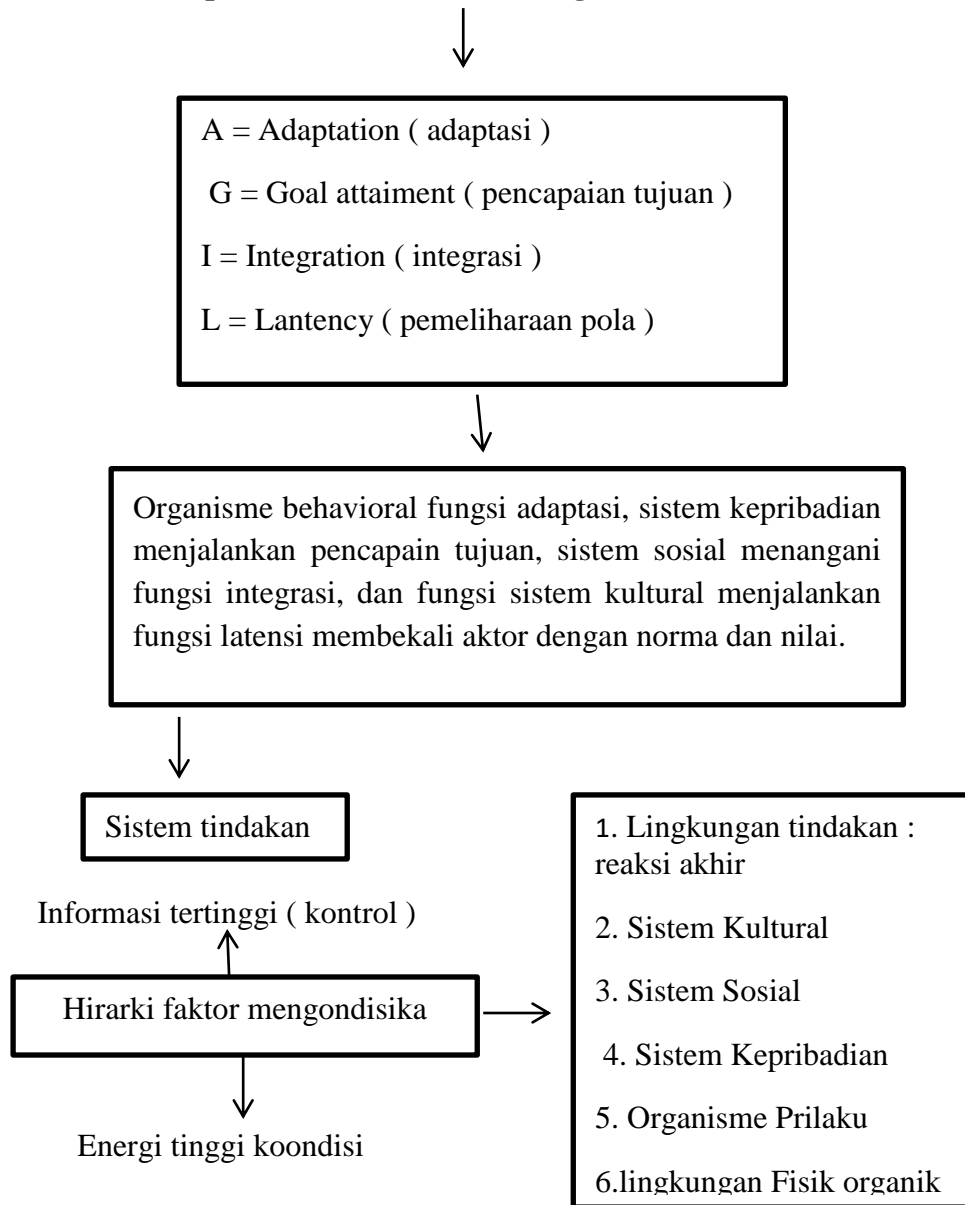 A = Adaptation ( adaptasi )
G = Goal attaiment ( pencapaian tujuan )
I = Integration ( integrasi )
L = Lantency ( pemeliharaan pola )
Organisme behavioral fungsi adaptasi, sistem kepribadian
menjalankan pencapain tujuan, sistem sosial menangani
fungsi integrasi, dan fungsi sistem kultural menjalankan
fungsi latensi membekali aktor dengan norma dan nilai.
Sistem tindakan
Informasi tertinggi ( kontrol )
Hirarki faktor mengondisika
Energi tinggi koondisi
1. Lingkungan tindakan :
reaksi akhir
2. Sistem Kultural
3. Sistem Sosial
4. Sistem Kepribadian
5. Organisme Prilaku
6.lingkungan Fisik organik